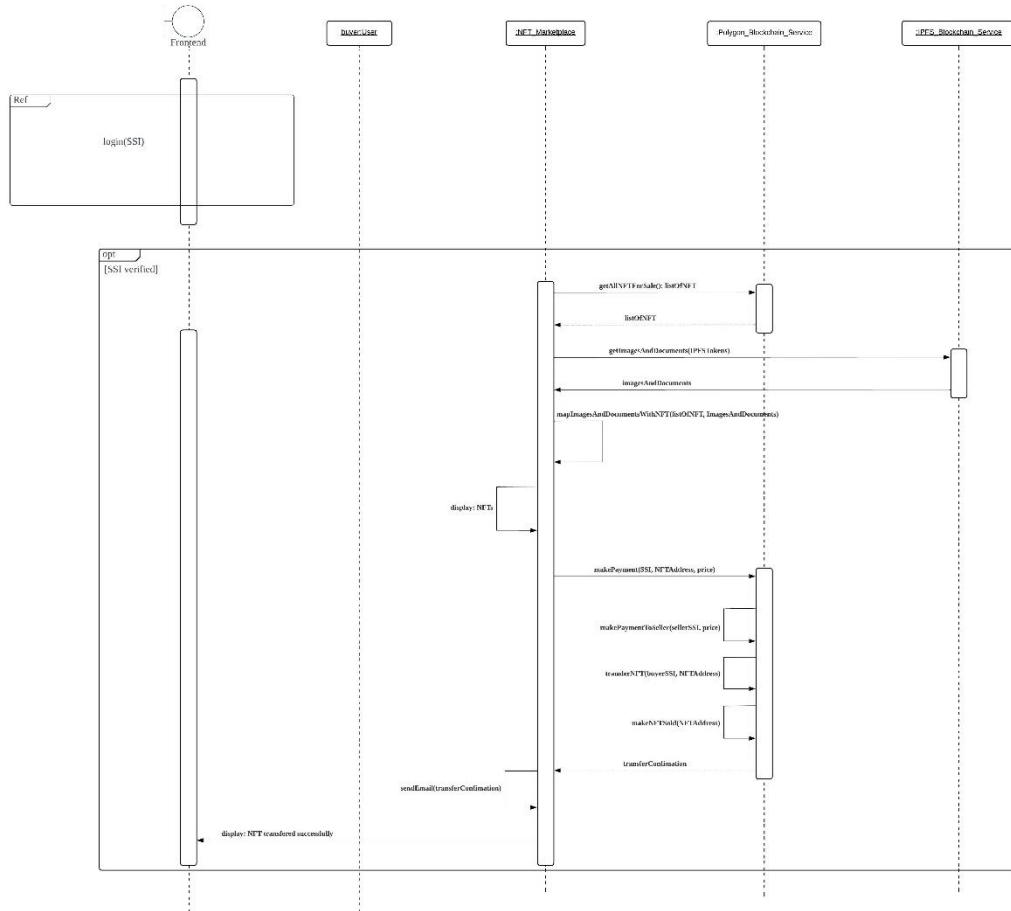 Frontend
buyer:User
:NFT_Marketplace
:Polygon_Blockchain_Service
:IPFS_Blockchain_Service
Ref
login(SSI)
opt
[SSI verified]
getAllNFTForSale(): listOfNFT
listOfNFT
getImagesAndDocuments(IPFSTokens)
imagesAndDocuments
mapImagesAndDocumentsWithNFT(listOfNFT, ImagesAndDocuments)
display: NFTs
makePayment(SSI, NFTAddress, price)
makePaymentToSeller(sellerSSI, price)
transferNFT(buyerSSI, NFTAddress)
makeNFTSold(NFTAddress)
transferConfimation
sendEmail(transferConfimation)
display: NFT transfered successfully